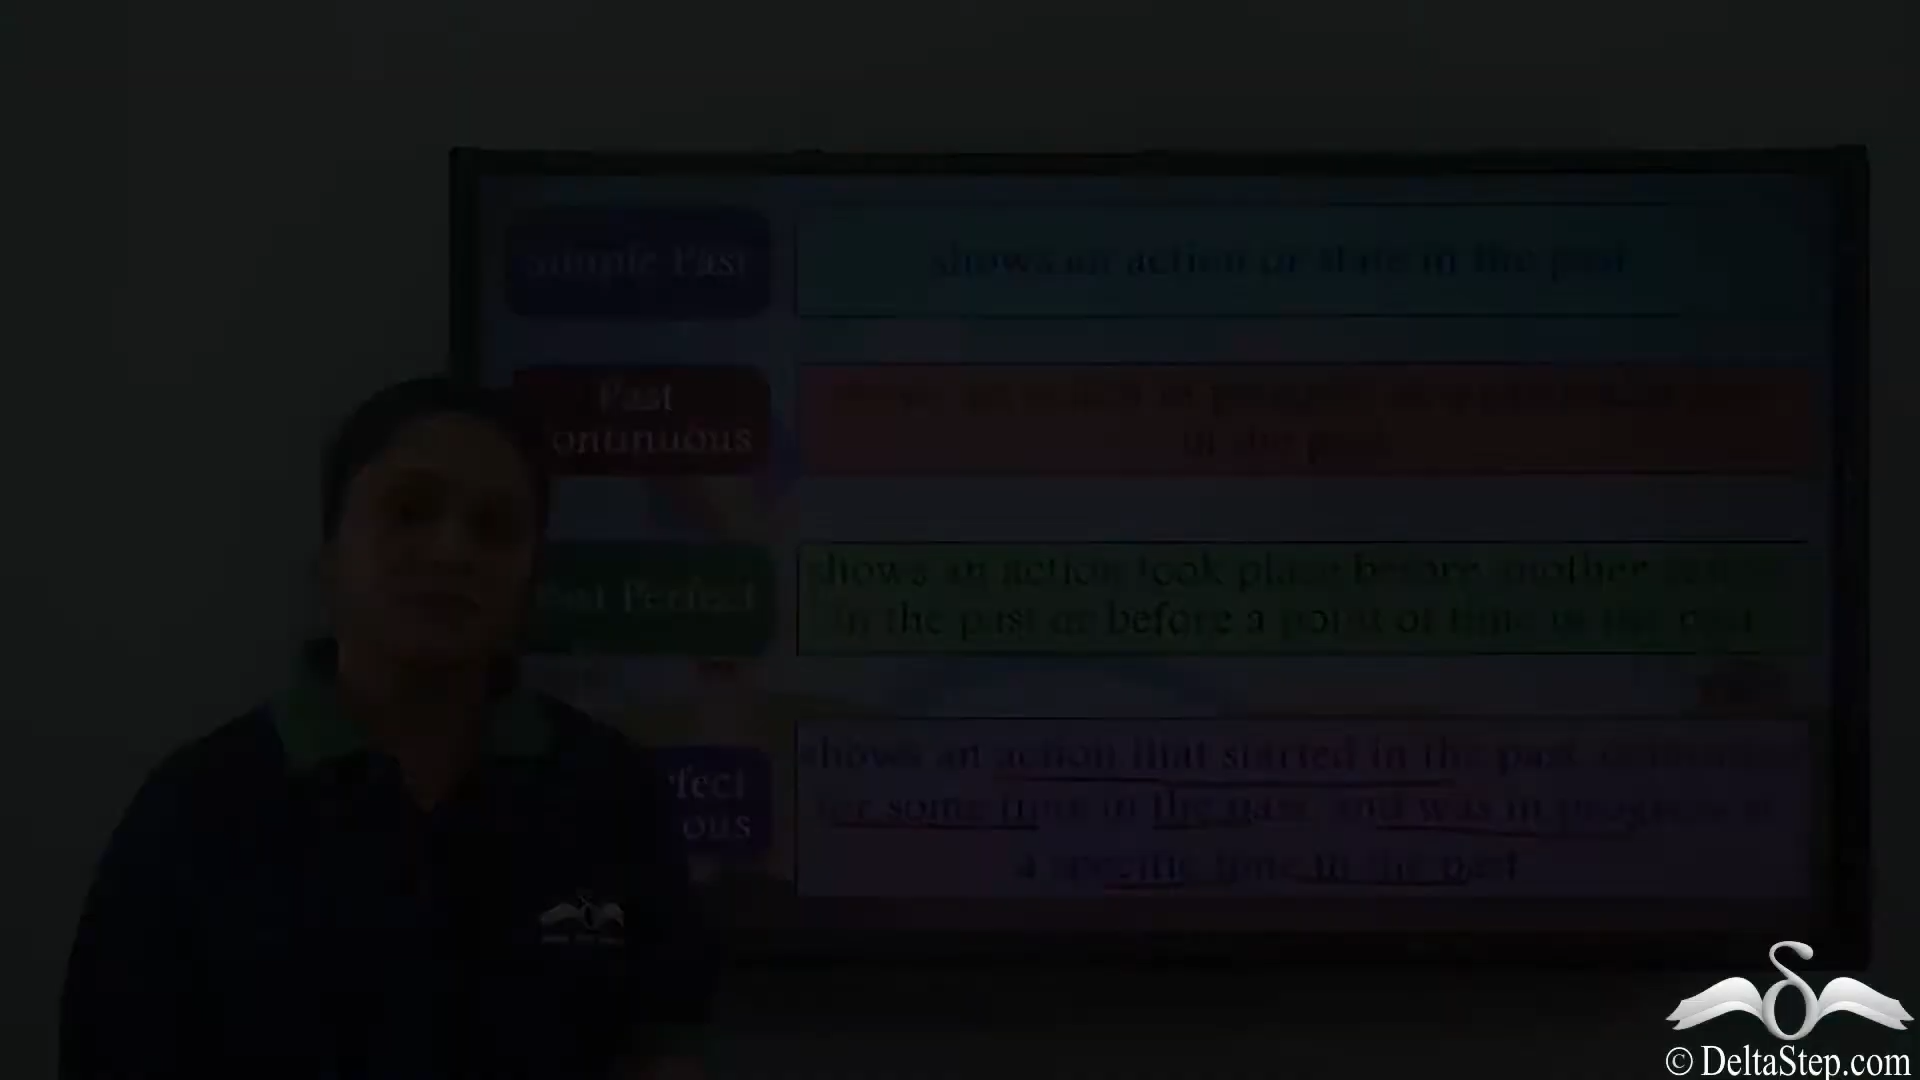 Simple Past
shows an action or state in the past
Past
ontinuous
in the past
Past Perfect
shows an action took place before another
in the past or before a point of time in the past
rfect
ous
shows an action that started in the past,
for some time in the past, and was in progress at
a specific time in the past
© DeltaStep.com